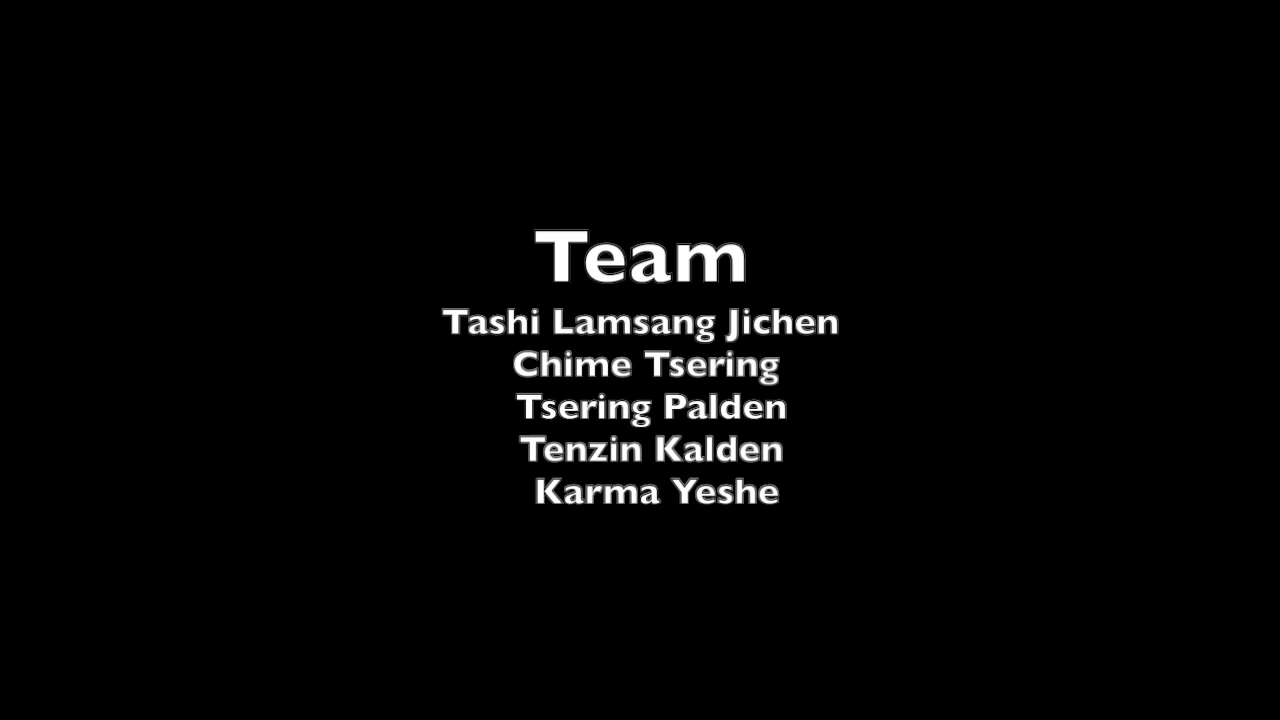 Team
Tashi Lamsang Jichen
Chime Tsering
Tsering Palden
Tenzin Kalden
Karma Yeshe